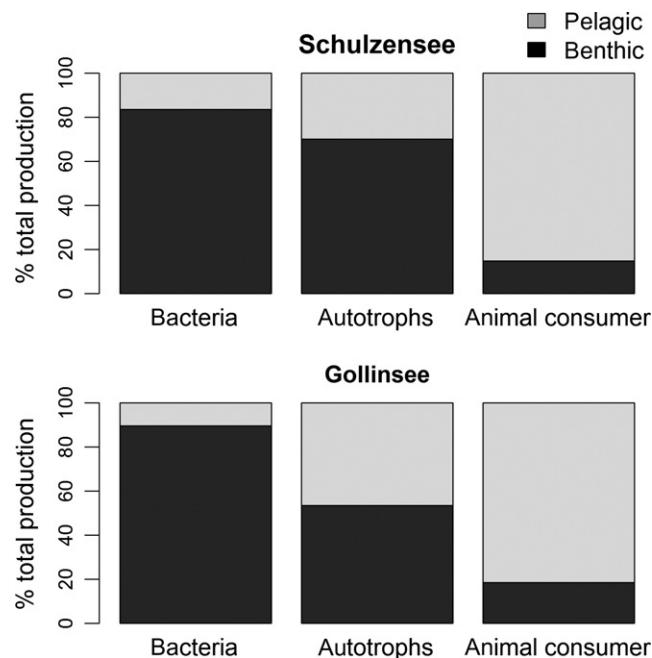 Pelagic
Benthic
Schulzensee
% total production
0
20
40
60
80
100
Bacteria Autotrophs Animal consumer
Gollinsee
% total production
0
20
40
60
80
100
Bacteria Autotrophs Animal consumer